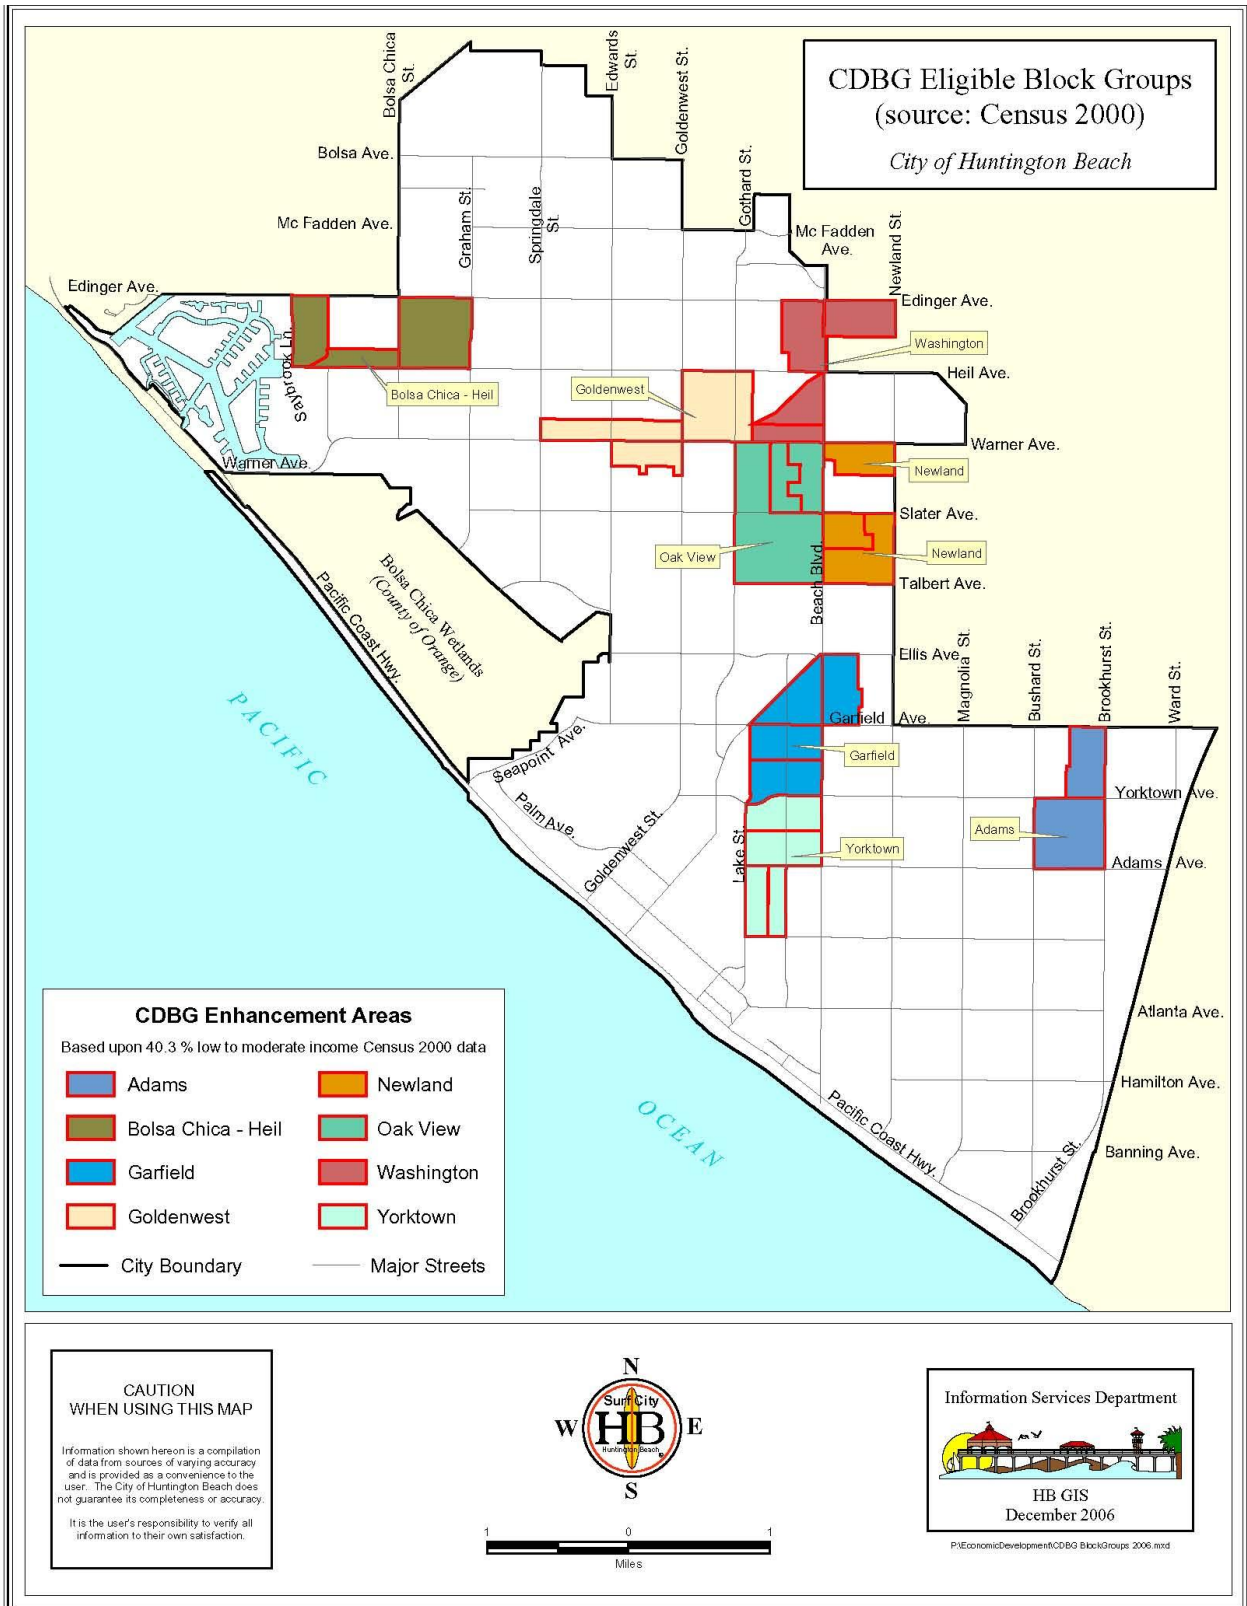 CDBG Eligible Block Groups
(source: Census 2000)
City of Huntington Beach
Bolsa Chica
St.
Edwards
St.
Goldenwest St.
Bolsa Ave.
Gothard St.
Mc Fadden Ave.
Graham St.
Springdale
St.
Mc Fadden
Ave.
Newland St.
Edinger Ave.
Edinger Ave.
Saybrook Ln.
Washington
Heil Ave.
Goldenwest
Bolsa Chica - Heil
Warner Ave.
Warner Ave.
Newland
Slater Ave.
Oak View
Newland
Beach Blvd.
Talbert Ave.
Bolsa Chica Wetlands
(County of Orange)
Pacific Coast Hwy.
Ellis Ave
Magnolia St.
Bushard St.
Brookhurst St.
Ward St.
Garfield Ave.
Garfield
Seapoint Ave.
Palm Ave.
Goldenwest St.
Yorktown Ave.
Adams
Lake St.
Yorktown
Adams Ave.
PACIFIC
OCEAN
Atlanta Ave.
Hamilton Ave.
Pacific Coast Hwy.
Brookhurst St.
Banning Ave.
CDBG Enhancement Areas
Based upon 40.3 % low to moderate income Census 2000 data
Adams
Newland
Bolsa Chica - Heil
Oak View
Garfield
Washington
Goldenwest
Yorktown
City Boundary
Major Streets
CAUTION
WHEN USING THIS MAP
Information shown hereon is a compilation
of data from sources of varying accuracy
and is provided as a convenience to the
user. The City of Huntington Beach does
not guarantee its completeness or accuracy.
It is the user's responsibility to verify all
information to their own satisfaction.
N
W
E
S
Surf City
HB
Huntington Beach
1 0 1
Miles
Information Services Department
HB GIS
December 2006
P:\EconomicDevelopment\CDBG BlockGroups 2006.mxd